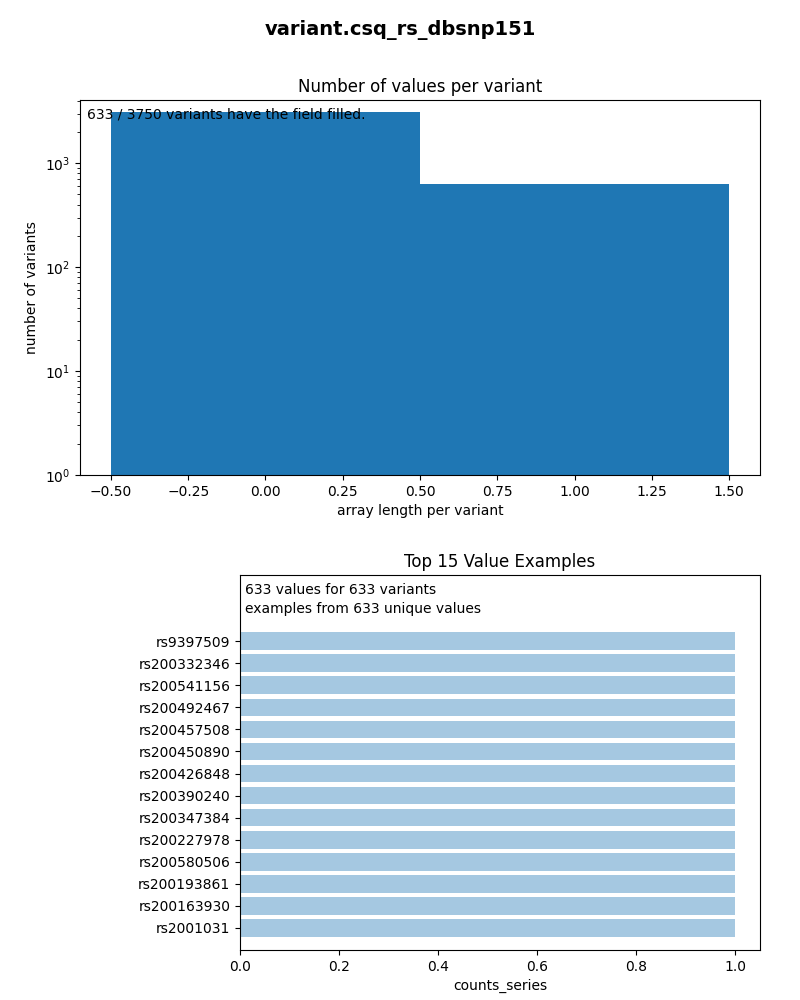 variant.csq_rs_dbsnp151
Number of values per variant
633 / 3750 variants have the field filled.
10³
10²
10¹
10⁰
number of variants
−0.50 −0.25 0.00 0.25 0.50 0.75 1.00 1.25 1.50
array length per variant
Top 15 Value Examples
633 values for 633 variants
examples from 633 unique values
rs9397509
rs200332346
rs200541156
rs200492467
rs200457508
rs200450890
rs200426848
rs200390240
rs200347384
rs200227978
rs200580506
rs200193861
rs200163930
rs2001031
0.0 0.2 0.4 0.6 0.8 1.0
counts_series